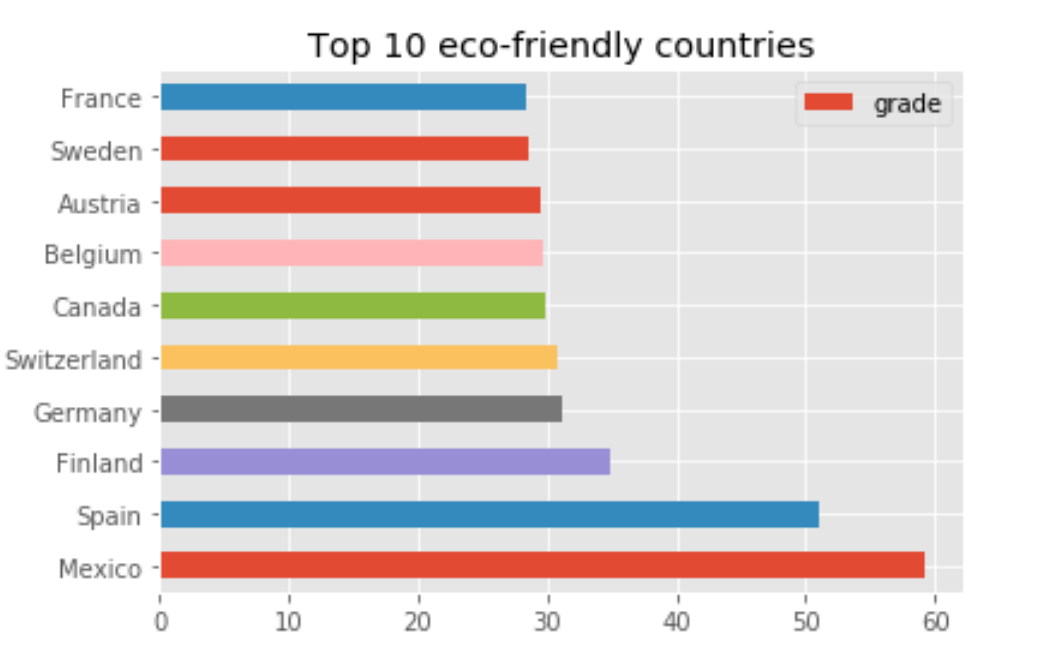 Top 10 eco-friendly countries
grade
France
Sweden
Austria
Belgium
Canada
Switzerland
Germany
Finland
Spain
Mexico
0 10 20 30 40 50 60